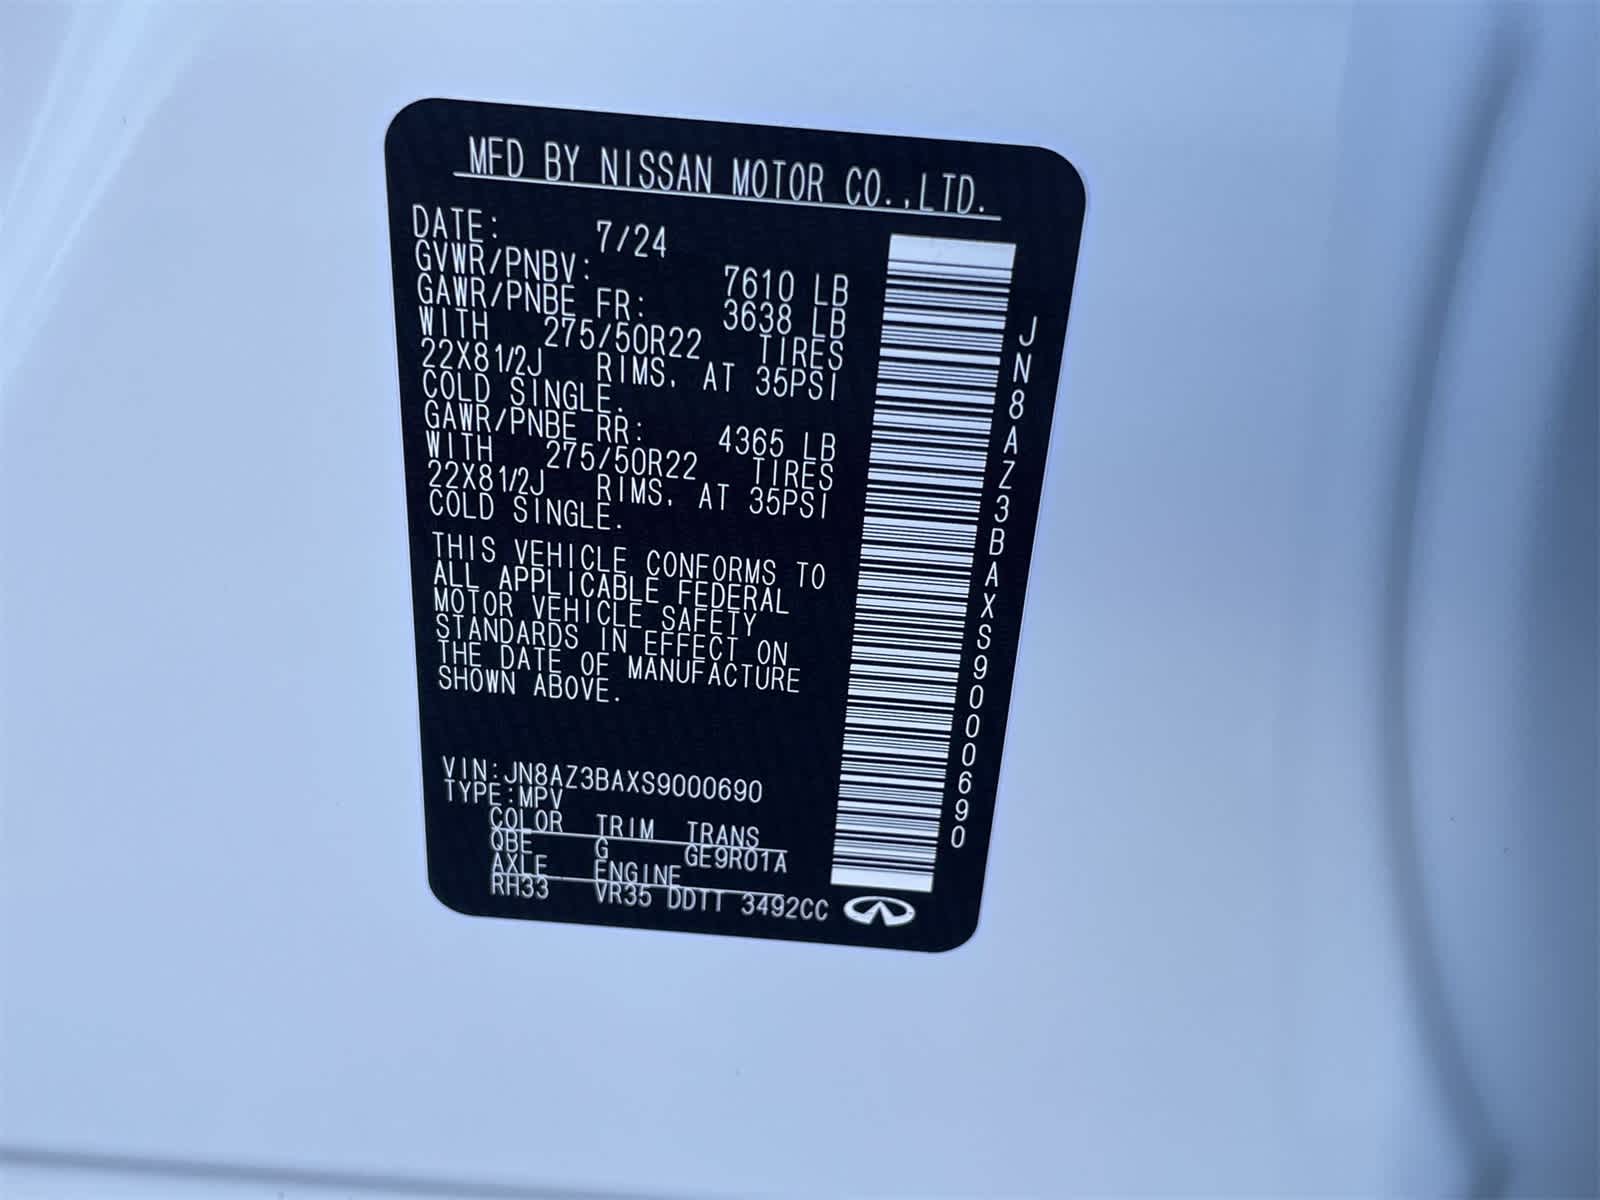 MFD BY NISSAN MOTOR CO.,LTD.
DATE: 7/24
GVWR/PNBV: 7610 LB
GAWR/PNBE FR: 3638 LB
WITH 275/50R22 TIRES
22X81/2J RIMS, AT 35PSI
COLD SINGLE.
GAWR/PNBE RR: 4365 LB
WITH 275/50R22 TIRES
22X81/2J RIMS, AT 35PSI
COLD SINGLE.
THIS VEHICLE CONFORMS TO
ALL APPLICABLE FEDERAL
MOTOR VEHICLE SAFETY
STANDARDS IN EFFECT ON
THE DATE OF MANUFACTURE
SHOWN ABOVE.
VIN:JN8AZ3BAXS9000690
TYPE:MPV
COLOR TRIM TRANS
QBE G GE9R01A
AXLE ENGINE
RH33 VR35 DDTT 3492CC
JN8AZ3BAXS9000690